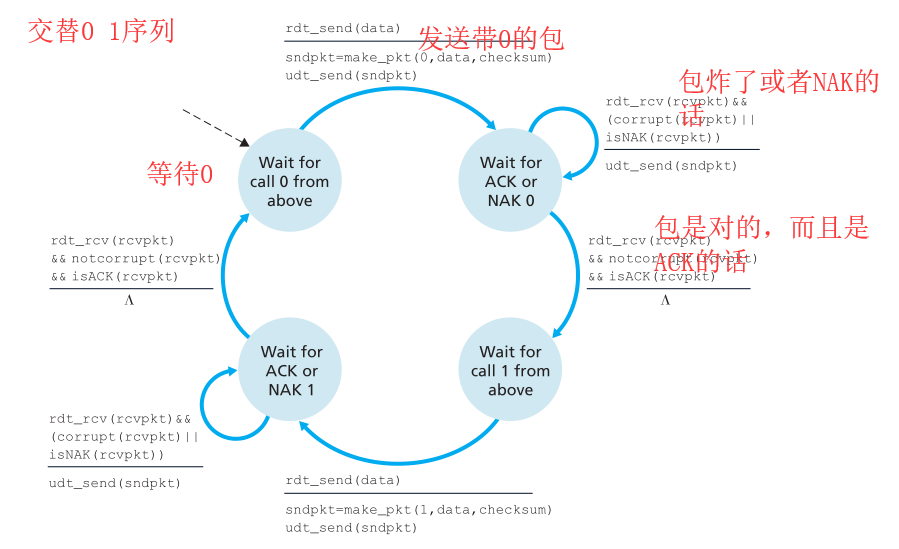 交替0 1序列
rdt_send(data)
发送带0的包
sndpkt=make_pkt(0,data,checksum)
udt_send(sndpkt)
包炸了或者NAK的
话
rdt_rcv(rcvpkt)&&
(corrupt(rcvpkt)||
isNAK(rcvpkt))
udt_send(sndpkt)
Wait for
call 0 from
above
Wait for
ACK or
NAK 0
等待0
包是对的，而且是
ACK的话
rdt_rcv(rcvpkt)
&& notcorrupt(rcvpkt)
&& isACK(rcvpkt)
Λ
rdt_rcv(rcvpkt)
&& notcorrupt(rcvpkt)
&& isACK(rcvpkt)
Λ
Wait for
ACK or
NAK 1
Wait for
call 1 from
above
rdt_rcv(rcvpkt)&&
(corrupt(rcvpkt)||
isNAK(rcvpkt))
udt_send(sndpkt)
rdt_send(data)
sndpkt=make_pkt(1,data,checksum)
udt_send(sndpkt)